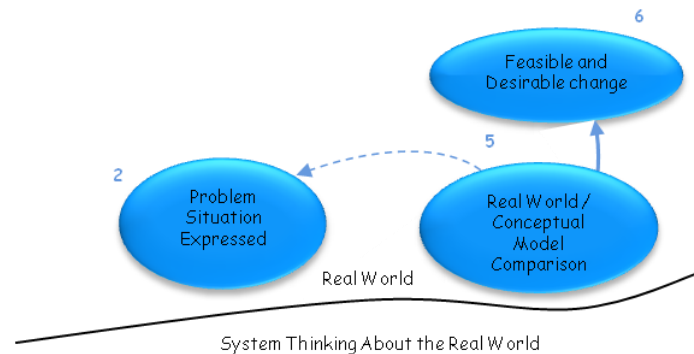 6
Feasible and
Desirable change
5
2
Problem
Situation
Expressed
Real World /
Conceptual
Model
Comparison
Real World
System Thinking About the Real World